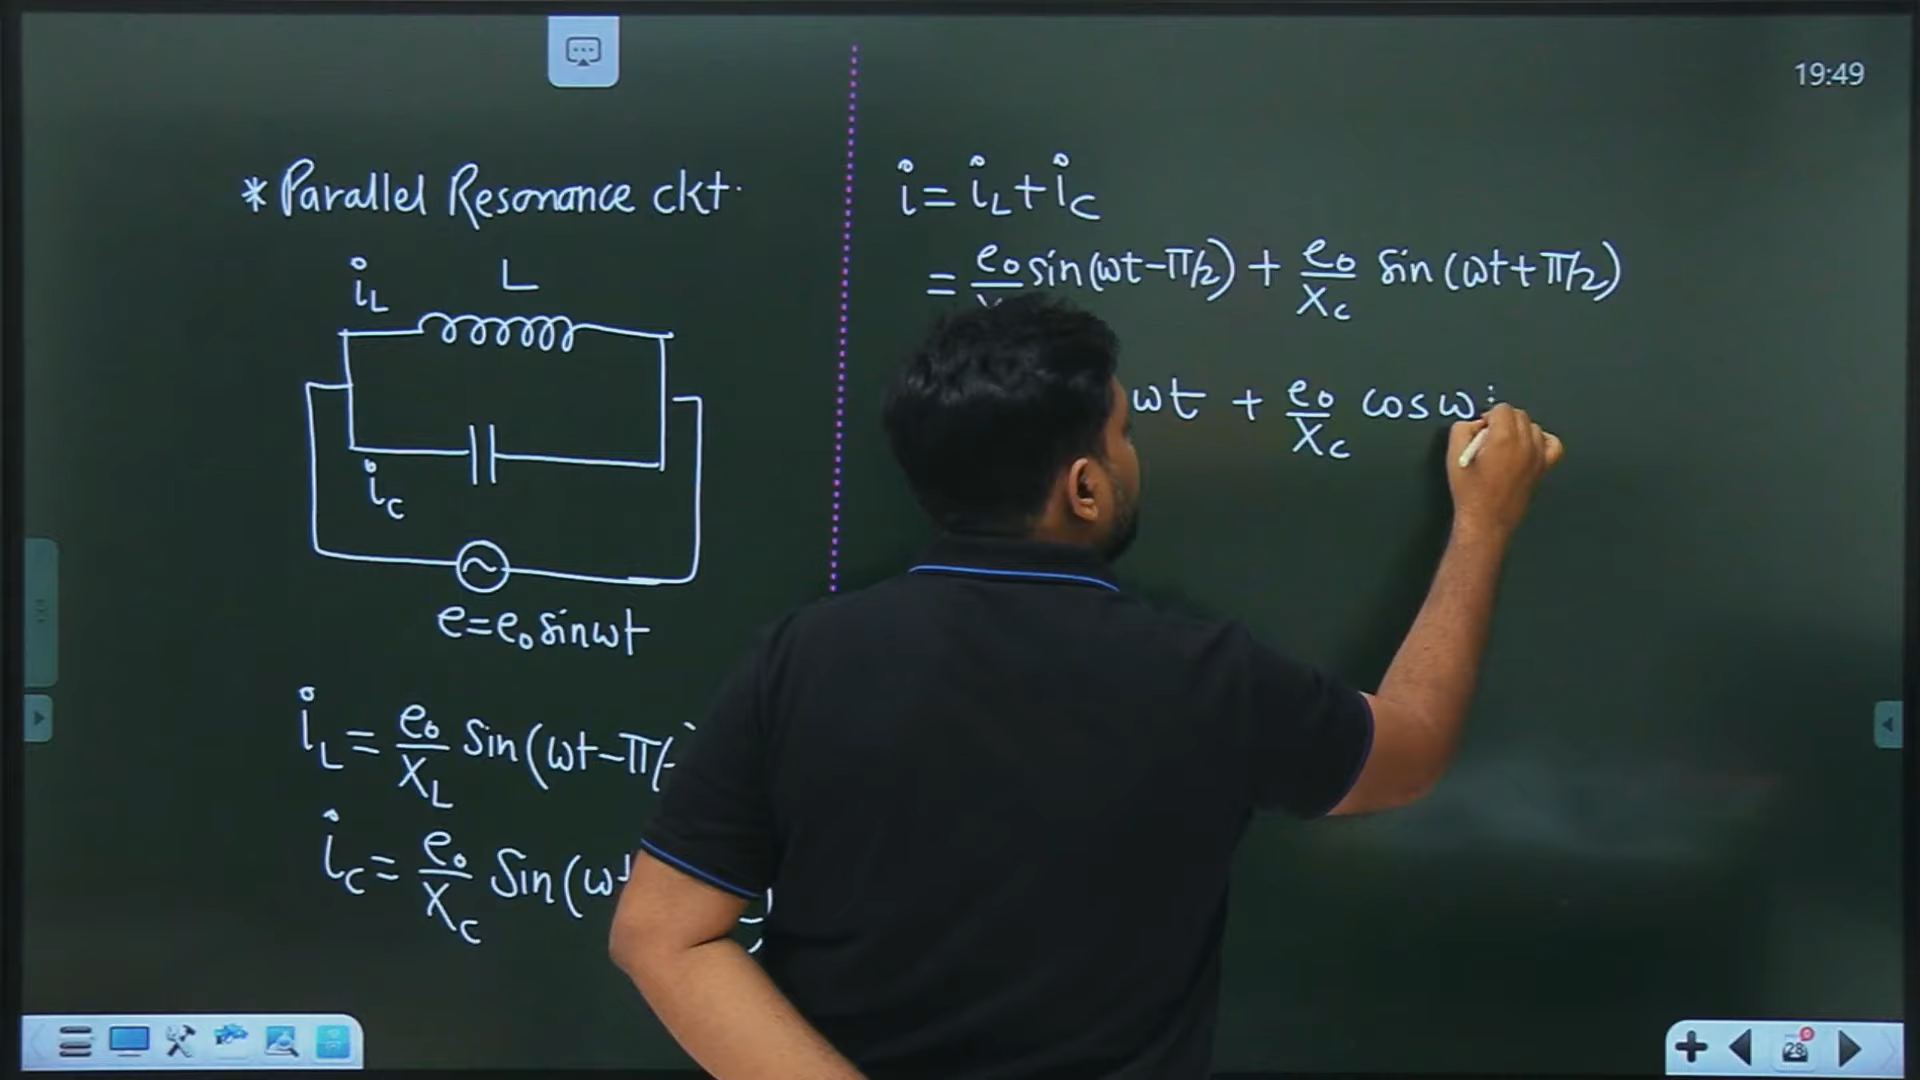 19:49
* Parallel Resonance ckt.
i_L L
i_C
e=e₀sinωt
i_L = e₀/X_L sin(ωt-π/
i_C = e₀/X_C Sin(ω
i = i_L + i_C
= e₀ sin(ωt-π/2) + e₀/X_C sin(ωt+π/2)
ωt + e₀/X_C cosω
28